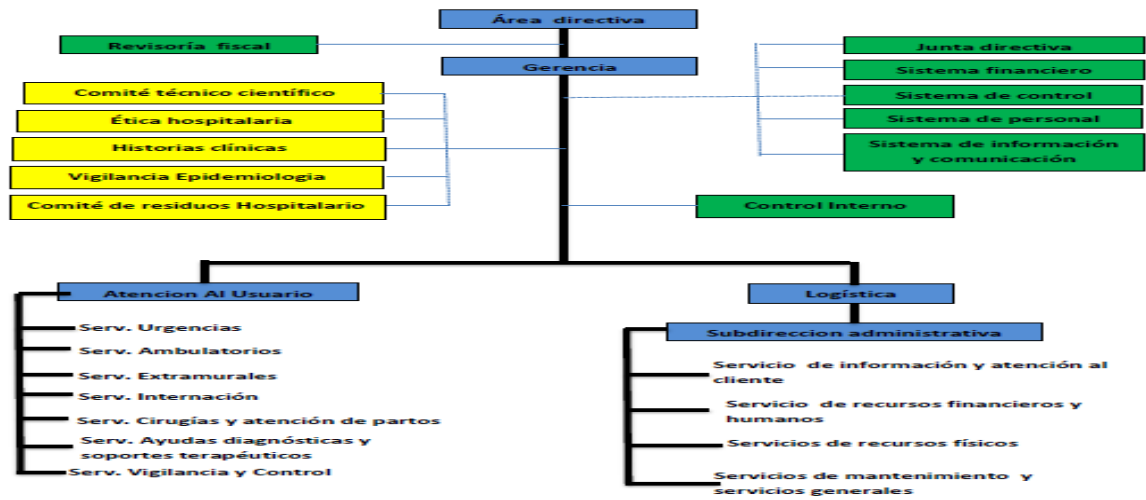 Área directiva
Revisoría fiscal
Gerencia
Junta directiva
Sistema financiero
Sistema de control
Sistema de personal
Sistema de información
y comunicación
Comité técnico científico
Ética hospitalaria
Historias clínicas
Vigilancia Epidemiologia
Comité de residuos Hospitalario
Control Interno
Atencion Al Usuario
Serv. Urgencias
Serv. Ambulatorios
Serv. Extramurales
Serv. Internación
Serv. Cirugías y atención de partos
Serv. Ayudas diagnósticas y
soportes terapéuticos
Serv. Vigilancia y Control
Logística
Subdireccion administrativa
Servicio de información y atención al
cliente
Servicio de recursos financieros y
humanos
Servicios de recursos físicos
Servicios de mantenimiento y
servicios generales